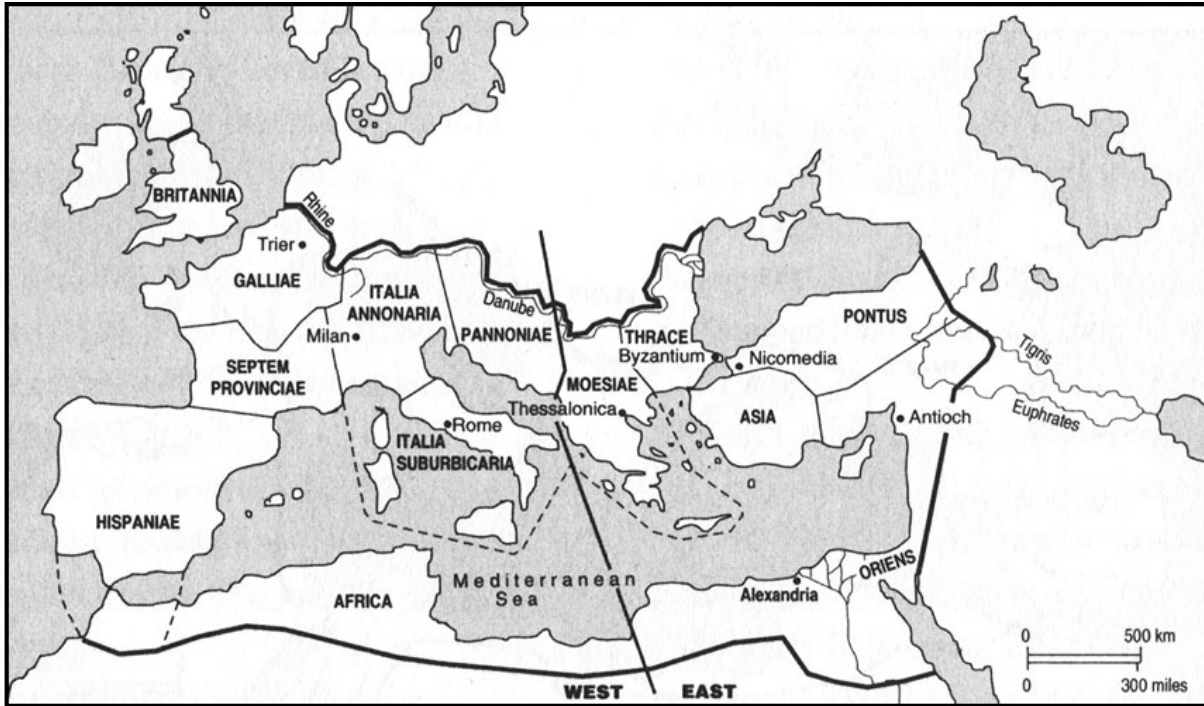 BRITANNIA
Rhine
Trier
GALLIAE
ITALIA
ANNONARIA
Danube
PANNONIAE
Milan
SEPTEM
PROVINCIAE
THRACE
Byzantium
Nicomedia
PONTUS
Tigris
Euphrates
MOESIAE
Thessalonica
ASIA
Antioch
Rome
ITALIA
SUBURBICARIA
HISPANIAE
AFRICA
Mediterranean
Sea
Alexandria
ORIENS
0 500 km
0 300 miles
WEST EAST